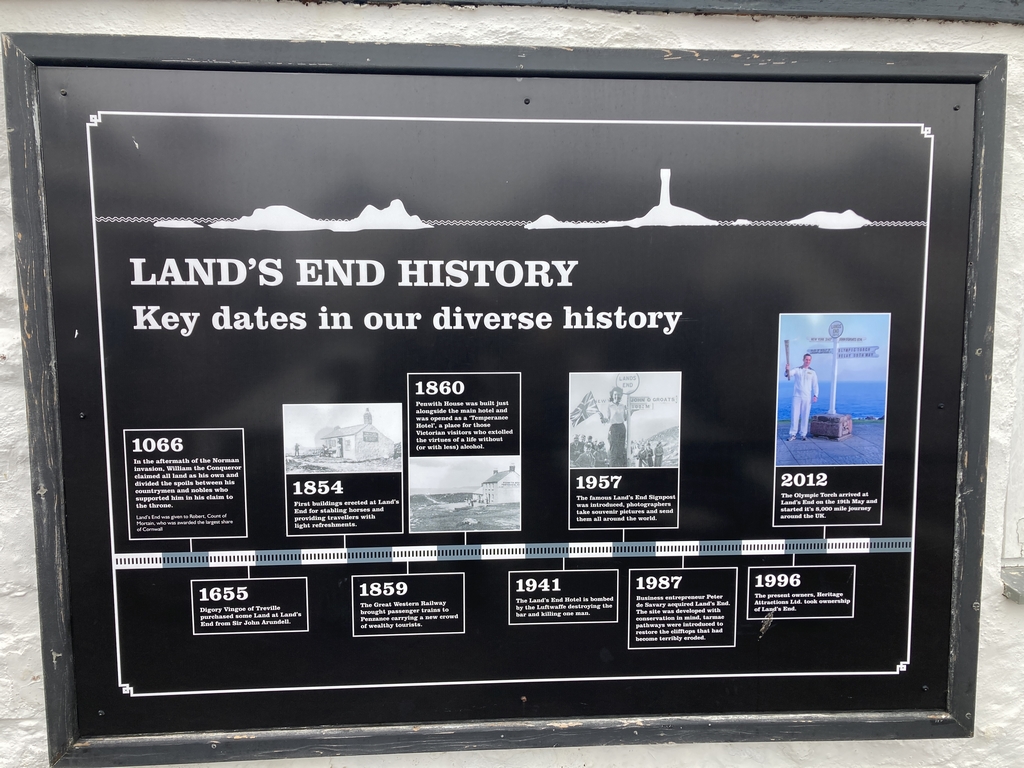 LAND'S END HISTORY
Key dates in our diverse history
1066
In the aftermath of the Norman
invasion, William the Conqueror
claimed all land as his own and
divided the spoils between his
countrymen and nobles who
supported him in his claim to
the throne.
Land's End was given to Robert, Count of
Mortain, who was awarded the largest share
of Cornwall
1655
Digory Vingoe of Treville
purchased some Land at Land's
End from Sir John Arundell.
1854
First buildings erected at Land's
End for stabling horses and
providing travellers with
light refreshments.
1859
The Great Western Railway
brought passenger trains to
Penzance carrying a new crowd
of wealthy tourists.
1860
Penwith House was built just
alongside the main hotel and
was opened as a 'Temperance
Hotel', a place for those
Victorian visitors who extolled
the virtues of a life without
(or with less) alcohol.
1941
The Land's End Hotel is bombed
by the Luftwaffe destroying the
bar and killing one man.
LANDS
END
JOHN O GROATS
1957
The famous Land's End Signpost
was introduced, photographers
take souvenir pictures and send
them all around the world.
1987
Business entrepreneur Peter
de Savary acquired Land's End.
The site was developed with
conservation in mind, tarmac
pathways were introduced to
restore the clifftops that had
become terribly eroded.
1996
The present owners, Heritage
Attractions Ltd. took ownership
of Land's End.
2012
The Olympic Torch arrived at
Land's End on the 19th May and
started it's 8,000 mile journey
around the UK.